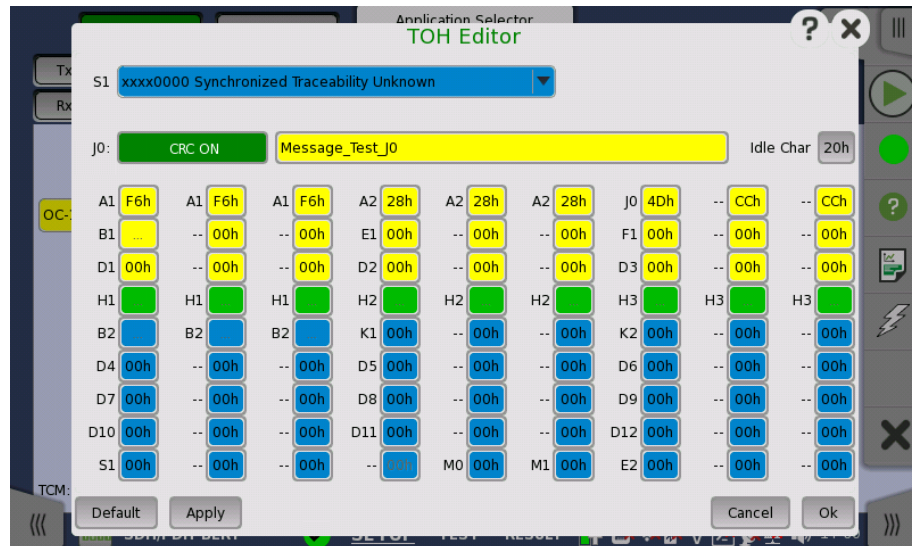 Application Selector
TOH Editor
? X
Tx
S1 xxxx0000 Synchronized Traceability Unknown
Rx
J0: CRC ON Message_Test_J0 Idle Char 20h
A1 F6h A1 F6h A1 F6h A2 28h A2 28h A2 28h J0 4Dh -- CCh -- CCh
OC-
B1 ... -- 00h -- 00h E1 00h -- 00h -- 00h F1 00h -- 00h -- 00h
D1 00h -- 00h -- 00h D2 00h -- 00h -- 00h D3 00h -- 00h -- 00h
H1 H1 H1 H2 H2 H2 H3 H3 H3
B2 B2 B2 K1 00h -- 00h -- 00h K2 00h -- 00h -- 00h
D4 00h -- 00h -- 00h D5 00h -- 00h -- 00h D6 00h -- 00h -- 00h
D7 00h -- 00h -- 00h D8 00h -- 00h -- 00h D9 00h -- 00h -- 00h
D10 00h -- 00h -- 00h D11 00h -- 00h -- 00h D12 00h -- 00h -- 00h
S1 00h -- 00h -- 00h -- 00h M0 00h M1 00h E2 00h -- 00h -- 00h
TCM:
Default Apply Cancel Ok
SDH/PDH BERT SETUP TEST RESULT